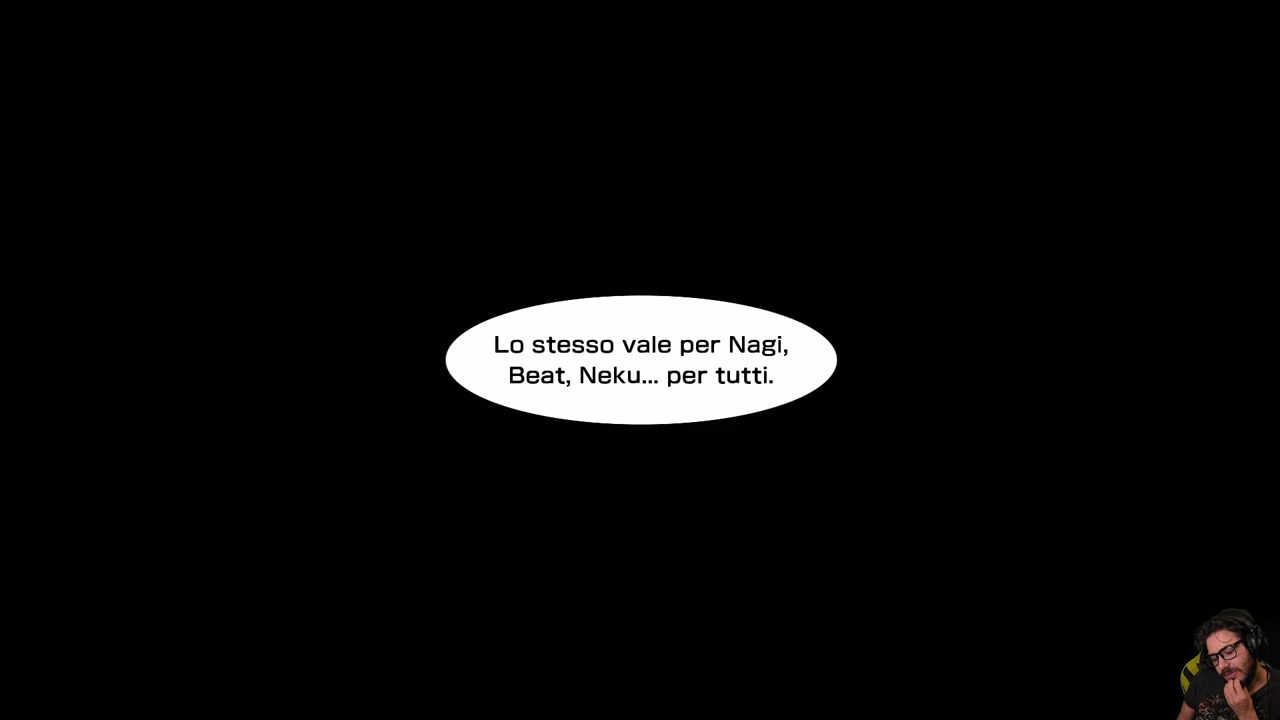 Lo stesso vale per Nagi,
Beat, Neku... per tutti.